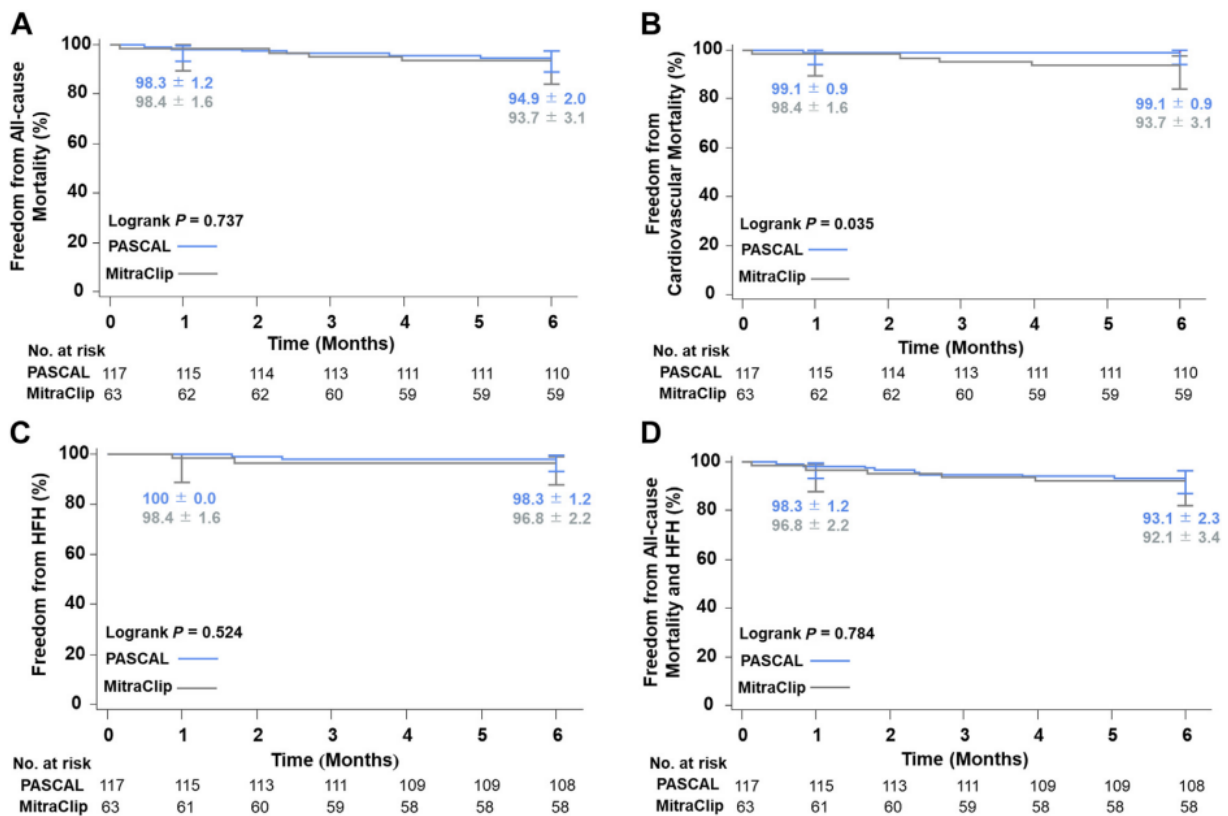 A
Freedom from All-cause
Mortality (%)
100
80
60
40
20
0
98.3 ± 1.2
98.4 ± 1.6
94.9 ± 2.0
93.7 ± 3.1
Logrank P = 0.737
PASCAL
MitraClip
0 1 2 3 4 5 6
Time (Months)
No. at risk
PASCAL 117 115 114 113 111 111 110
MitraClip 63 62 62 60 59 59 59
B
Freedom from
Cardiovascular Mortality (%)
100
80
60
40
20
0
99.1 ± 0.9
98.4 ± 1.6
99.1 ± 0.9
93.7 ± 3.1
Logrank P = 0.035
PASCAL
MitraClip
0 1 2 3 4 5 6
Time (Months)
No. at risk
PASCAL 117 115 114 113 111 111 110
MitraClip 63 62 62 60 59 59 59
C
Freedom from HFH (%)
100
80
60
40
20
0
100 ± 0.0
98.4 ± 1.6
98.3 ± 1.2
96.8 ± 2.2
Logrank P = 0.524
PASCAL
MitraClip
0 1 2 3 4 5 6
Time (Months)
No. at risk
PASCAL 117 115 113 111 109 109 108
MitraClip 63 61 60 59 58 58 58
D
Freedom from All-cause
Mortality and HFH (%)
100
80
60
40
20
0
98.3 ± 1.2
96.8 ± 2.2
93.1 ± 2.3
92.1 ± 3.4
Logrank P = 0.784
PASCAL
MitraClip
0 1 2 3 4 5 6
Time (Months)
No. at risk
PASCAL 117 115 113 111 109 109 108
MitraClip 63 61 60 59 58 58 58